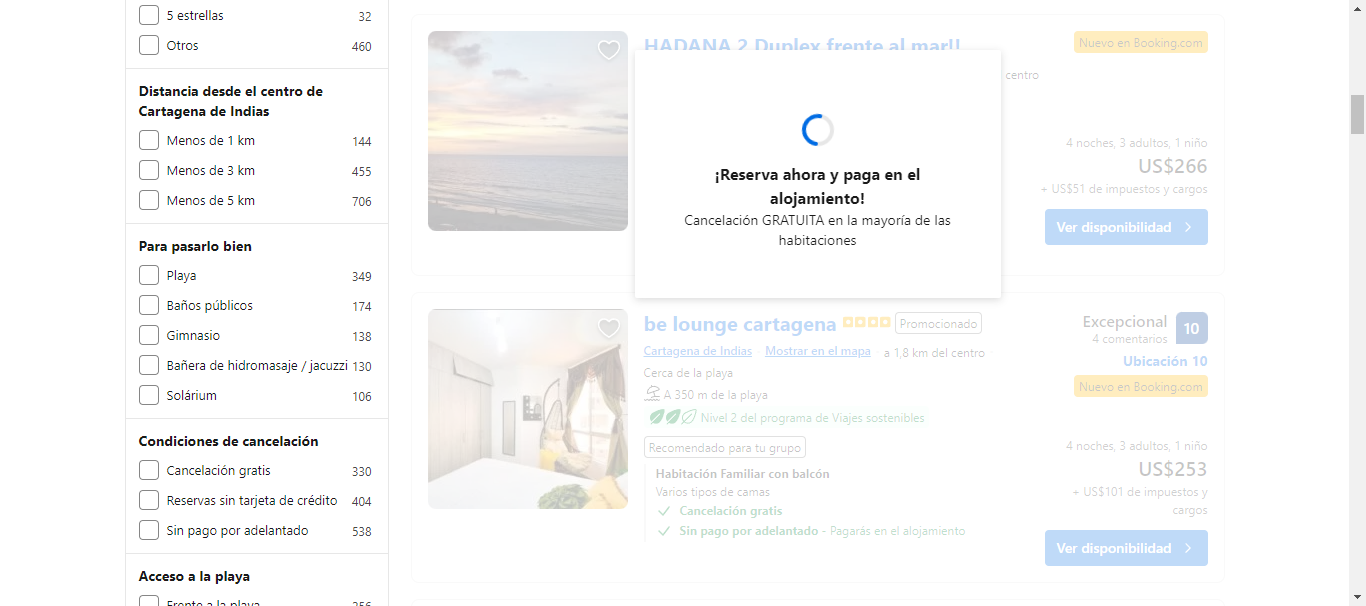 5 estrellas 32
Otros 460
Distancia desde el centro de
Cartagena de Indias
Menos de 1 km 144
Menos de 3 km 455
Menos de 5 km 706
Para pasarlo bien
Playa 349
Baños públicos 174
Gimnasio 138
Bañera de hidromasaje / jacuzzi 130
Solárium 106
Condiciones de cancelación
Cancelación gratis 330
Reservas sin tarjeta de crédito 404
Sin pago por adelantado 538
Acceso a la playa
Frente a la playa 256
HADANA 2 Duplex frente al mar!!
Nuevo en Booking.com
centro
4 noches, 3 adultos, 1 niño
US$266
+ US$51 de impuestos y cargos
Ver disponibilidad
¡Reserva ahora y paga en el
alojamiento!
Cancelación GRATUITA en la mayoría de las
habitaciones
be lounge cartagena Promocionado
Cartagena de Indias Mostrar en el mapa a 1,8 km del centro
Cerca de la playa
A 350 m de la playa
Nivel 2 del programa de Viajes sostenibles
Recomendado para tu grupo
Habitación Familiar con balcón
Varios tipos de camas
Cancelación gratis
Sin pago por adelantado - Pagarás en el alojamiento
Excepcional 10
4 comentarios
Ubicación 10
Nuevo en Booking.com
4 noches, 3 adultos, 1 niño
US$253
+ US$101 de impuestos y
cargos
Ver disponibilidad